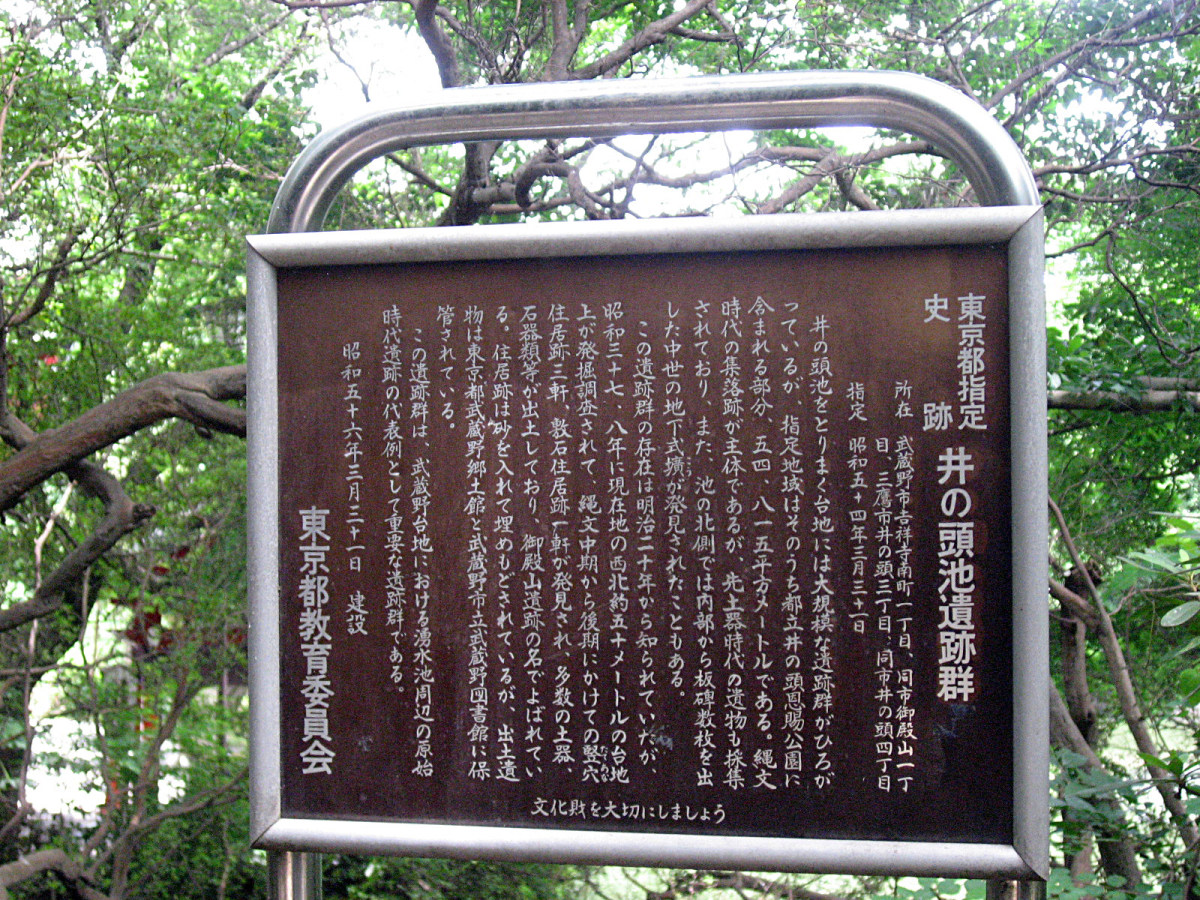 東京都指定
史跡 井の頭池遺跡群
所在 武蔵野市吉祥寺南町一丁目、同市御殿山一丁
目、三鷹市井の頭三丁目、同市井の頭四丁目
指定 昭和五十四年三月三十一日
井の頭池をとりまく台地には大規模な遺跡群がひろが
っているが、指定地域はそのうち都立井の頭恩賜公園に
含まれる部分、五四、八一五平方メートルである。縄文
時代の集落跡が主体であるが、先土器時代の遺物も採集
されており、また、池の北側では内部から板碑数枚を出
した中世の地下式壙が発見されたこともある。
この遺跡群の存在は明治二十年から知られていたが、
昭和三十七、八年に現在地の西北約五十メートルの台地
上が発掘調査されて、縄文中期から後期にかけての竪穴
住居跡三軒、敷石住居跡一軒が発見され、多数の土器、
石器類等が出土しており、御殿山遺跡の名でよばれてい
る。住居跡は砂を入れて埋めもどされているが、出土遺
物は東京都武蔵野郷土館と武蔵野市立武蔵野図書館に保
管されている。
この遺跡群は、武蔵野台地における湧水池周辺の原始
時代遺跡の代表例として重要な遺跡群である。
昭和五十六年三月三十一日 建設
東京都教育委員会
文化財を大切にしましょう